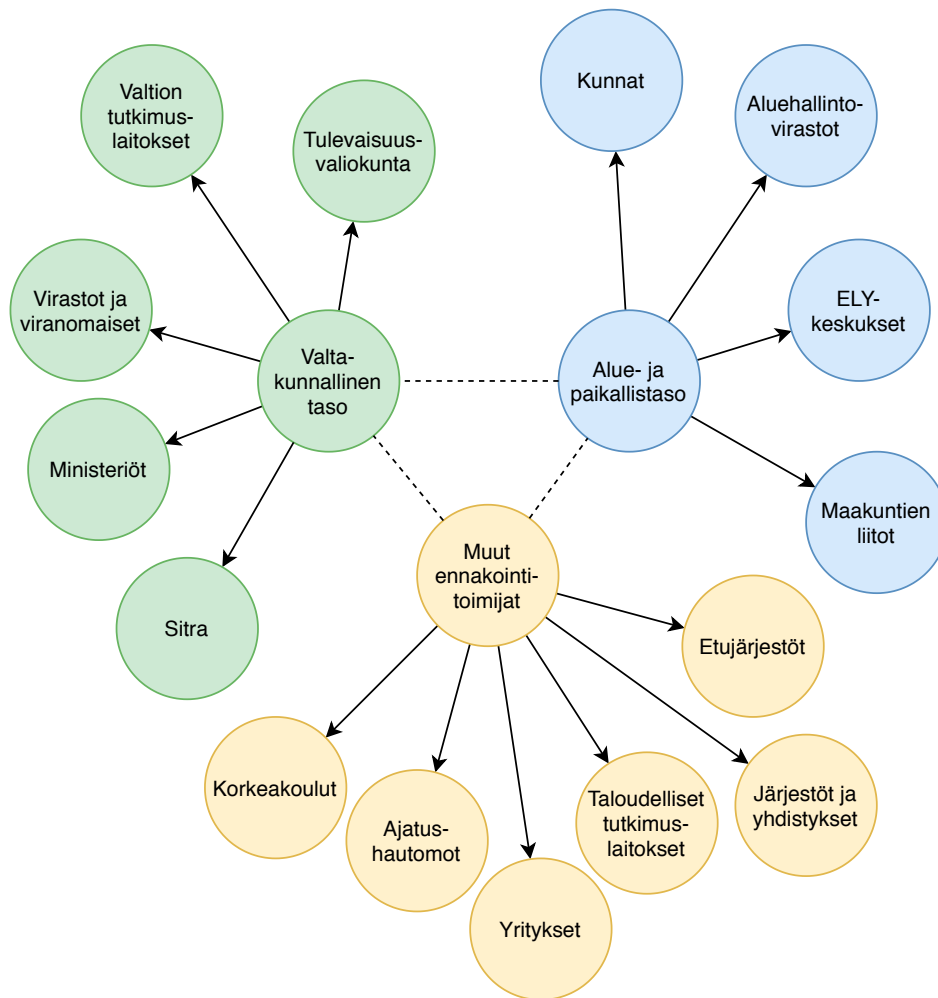 Valtion
tutkimus-
laitokset
Tulevaisuus-
valiokunta
Kunnat
Aluehallinto-
virastot
Virastot ja
viranomaiset
Valta-
kunnallinen
taso
Alue- ja
paikallistaso
ELY-
keskukset
Ministeriöt
Maakuntien
liitot
Sitra
Muut
ennakointi-
toimijat
Etujärjestöt
Korkeakoulut
Ajatus-
hautomot
Yritykset
Taloudelliset
tutkimus-
laitokset
Järjestöt ja
yhdistykset